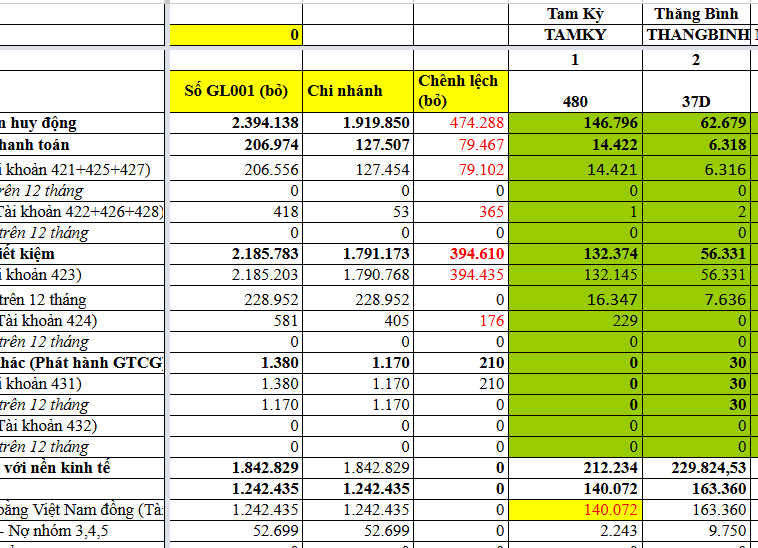 Tam Kỳ Thăng Bình
0 TAMKY THANGBINH
1 2
Số GL001 (bỏ) Chi nhánh Chênh lệch (bỏ) 480 37D
n huy động 2.394.138 1.919.850 474.288 146.796 62.679
hanh toán 206.974 127.507 79.467 14.422 6.318
i khoản 421+425+427) 206.556 127.454 79.102 14.421 6.316
rên 12 tháng 0 0 0 0 0
Tài khoản 422+426+428) 418 53 365 1 2
trên 12 tháng 0 0 0 0 0
iết kiệm 2.185.783 1.791.173 394.610 132.374 56.331
i khoản 423) 2.185.203 1.790.768 394.435 132.145 56.331
trên 12 tháng 228.952 228.952 0 16.347 7.636
Tài khoản 424) 581 405 176 229 0
trên 12 tháng 0 0 0 0 0
hác (Phát hành GTCG 1.380 1.170 210 0 30
i khoản 431) 1.380 1.170 210 0 30
trên 12 tháng 1.170 1.170 0 0 30
Tài khoản 432) 0 0 0 0 0
trên 12 tháng 0 0 0 0 0
với nền kinh tế 1.842.829 1.842.829 0 212.234 229.824,53
1.242.435 1.242.435 0 140.072 163.360
bằng Việt Nam đồng (Tà 1.242.435 1.242.435 0 140.072 163.360
- Nợ nhóm 3,4,5 52.699 52.699 0 2.243 9.750